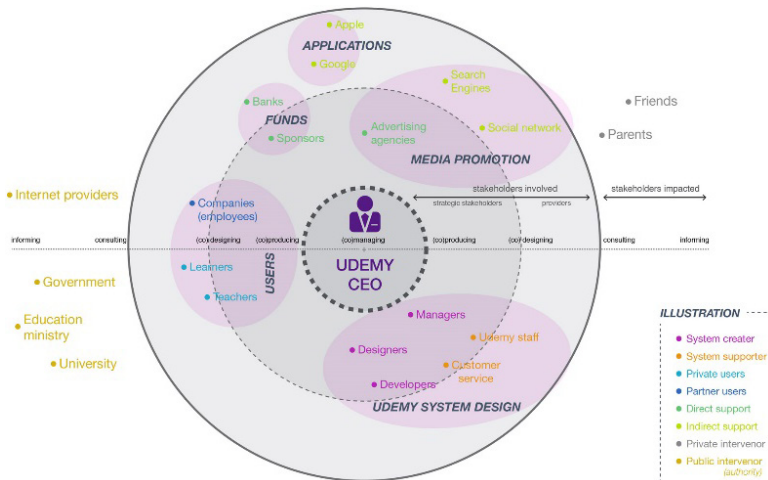 Apple
APPLICATIONS
Google
Search
Engines
Banks
FUNDS
Sponsors
Advertising
agencies
Social network
MEDIA PROMOTION
Friends
Parents
Internet providers
Companies
(employees)
stakeholders involved
stakeholders impacted
strategic stakeholders
providers
informing
consulting
(co)designing
(co)producing
(co)managing
(co)producing
(co)-designing
consulting
informing
UDEMY
CEO
USERS
Learners
Teachers
Government
Education
ministry
University
Managers
Designers
Udemy staff
Customer
service
Developers
UDEMY SYSTEM DESIGN
ILLUSTRATION
System creator
System supporter
Private users
Partner users
Direct support
Indirect support
Private intervenor
Public intervenor
(authority)